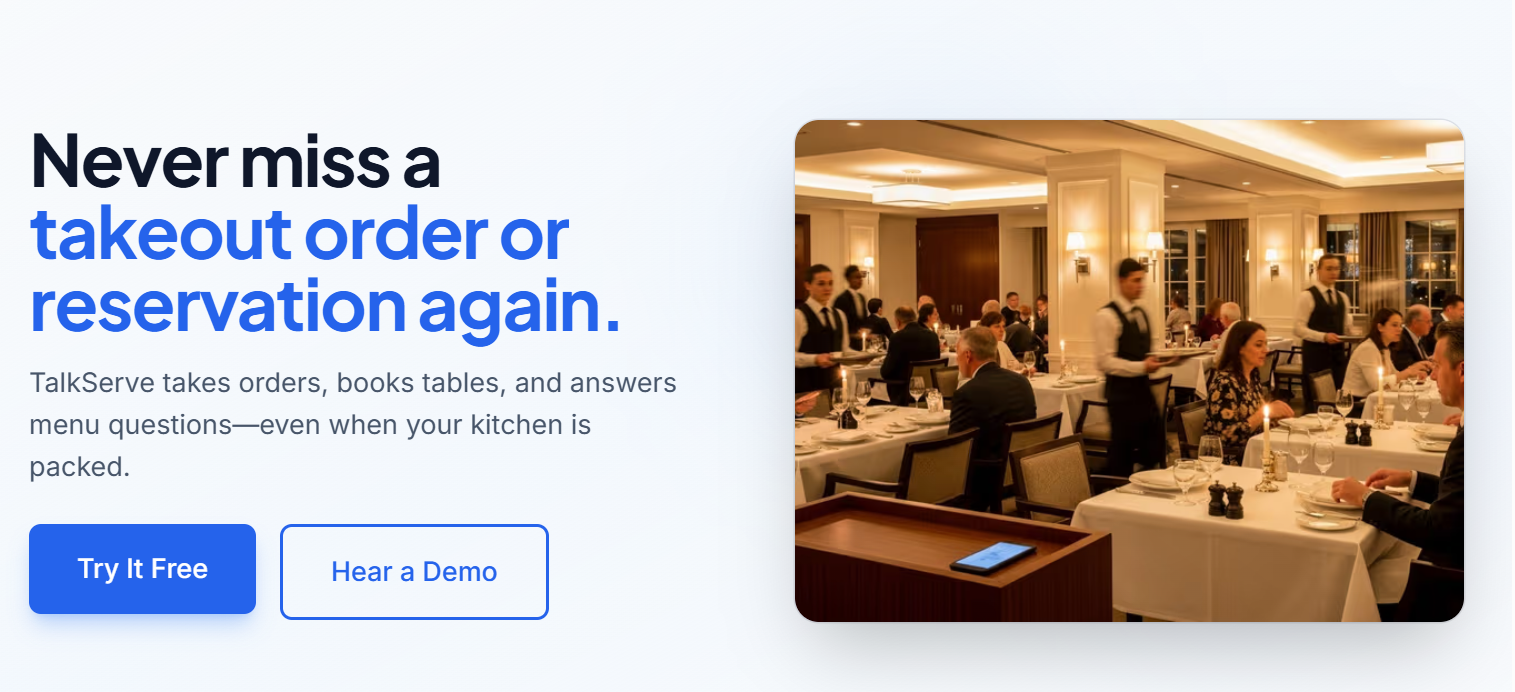 Never miss a
takeout order or
reservation again.
TalkServe takes orders, books tables, and answers
menu questions—even when your kitchen is
packed.
Try It Free
Hear a Demo